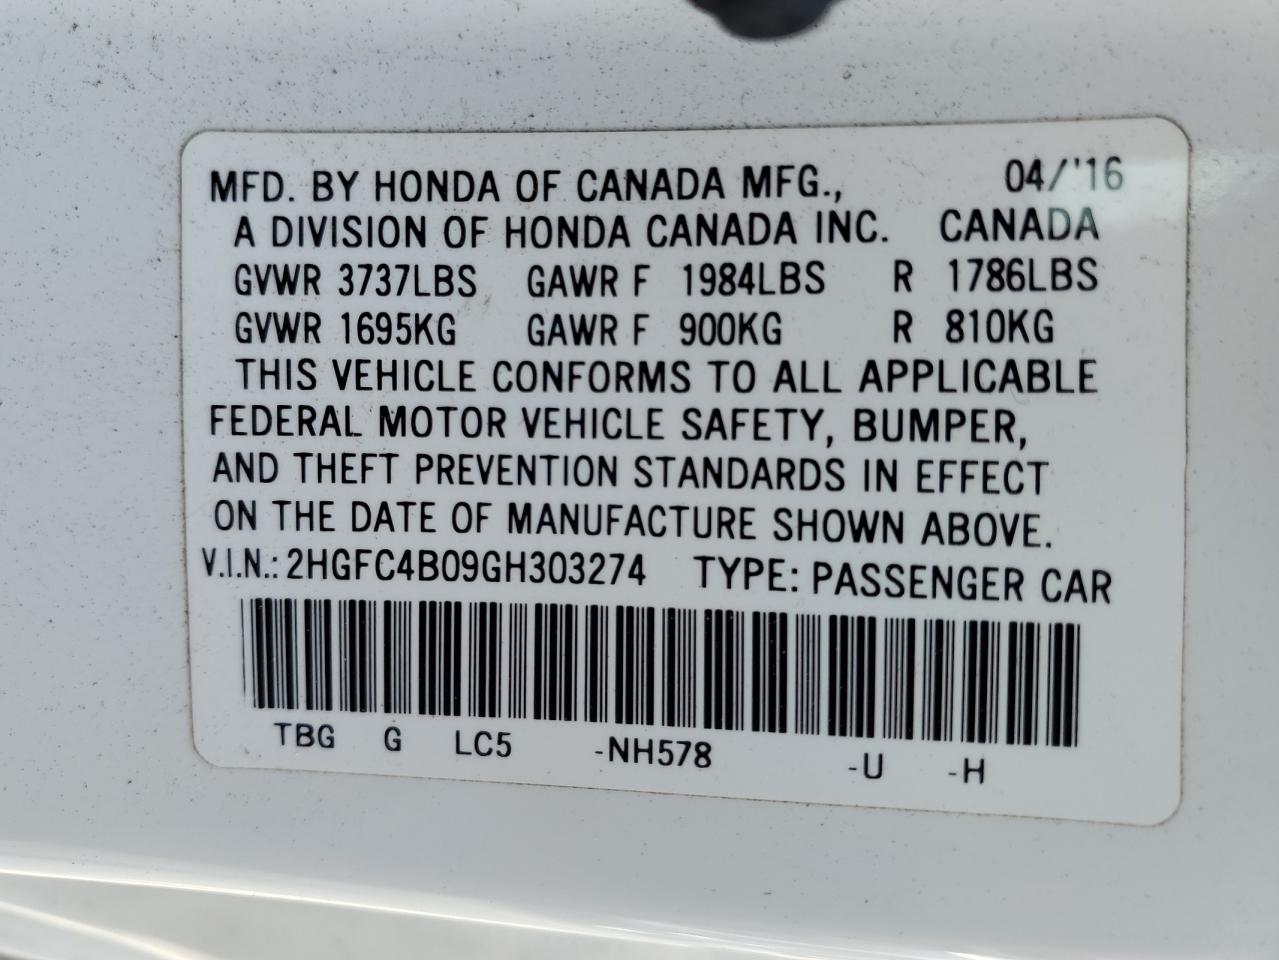 MFD. BY HONDA OF CANADA MFG., 04/'16
A DIVISION OF HONDA CANADA INC. CANADA
GVWR 3737LBS GAWR F 1984LBS R 1786LBS
GVWR 1695KG GAWR F 900KG R 810KG
THIS VEHICLE CONFORMS TO ALL APPLICABLE
FEDERAL MOTOR VEHICLE SAFETY, BUMPER,
AND THEFT PREVENTION STANDARDS IN EFFECT
ON THE DATE OF MANUFACTURE SHOWN ABOVE.
V.I.N.: 2HGFC4B09GH303274 TYPE: PASSENGER CAR
TBG G LC5 -NH578 -U -H